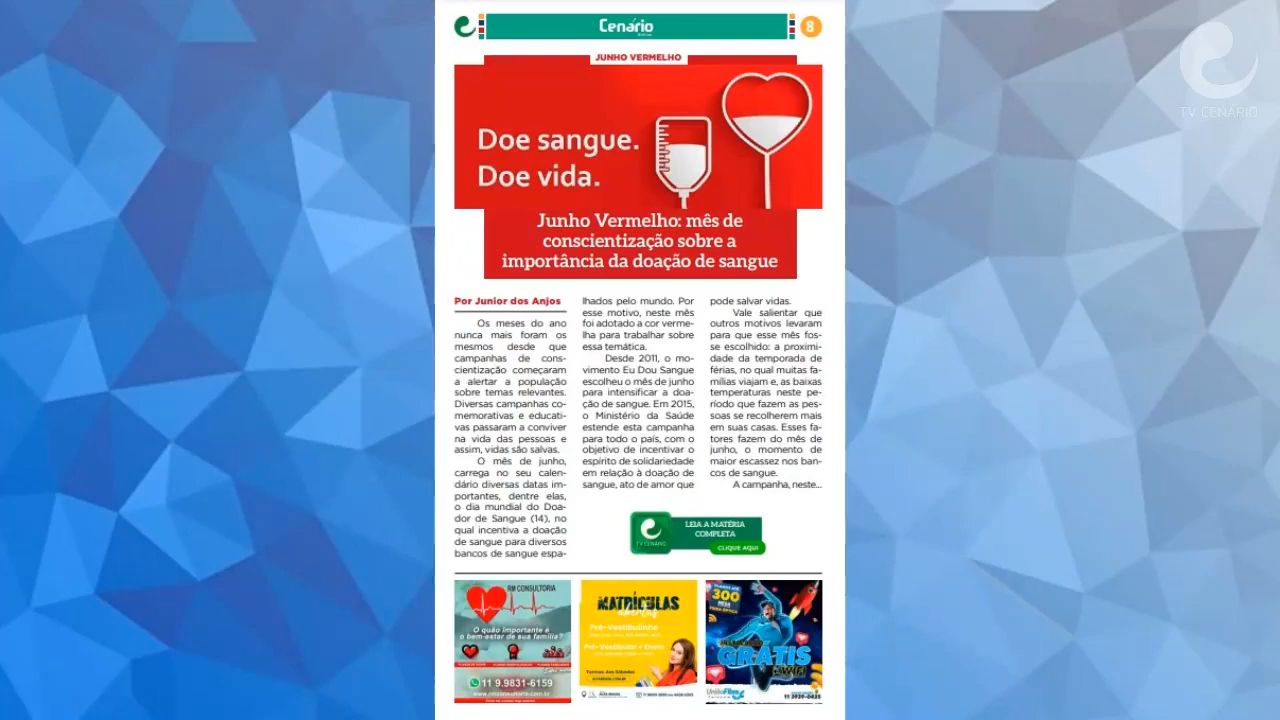 Cenário
8
TV CENÁRIO
JUNHO VERMELHO
Doe sangue.
Doe vida.
Junho Vermelho: mês de
conscientização sobre a
importância da doação de sangue
Por Junior dos Anjos
Os meses do ano
nunca mais foram os
mesmos desde que
campanhas de cons-
cientização começaram
a alertar a população
sobre temas relevantes.
Diversas campanhas co-
memorativas e educati-
vas passaram a conviver
na vida das pessoas e
assim, vidas são salvas.
O mês de junho,
carrega no seu calen-
dário diversas datas im-
portantes, dentre elas,
o dia mundial do Doa-
dor de Sangue (14), no
qual incentiva a doação
de sangue para diversos
bancos de sangue espa-
lhados pelo mundo. Por
esse motivo, neste mês
foi adotado a cor verme-
lha para trabalhar sobre
essa temática.
Desde 2011, o mo-
vimento Eu Dou Sangue
escolheu o mês de junho
para intensificar a doa-
ção de sangue. Em 2015,
o Ministério da Saúde
estende esta campanha
para todo o país, com o
objetivo de incentivar o
espírito de solidariedade
em relação à doação de
sangue, ato de amor que
pode salvar vidas.
Vale salientar que
outros motivos levaram
para que esse mês fos-
se escolhido: a proximi-
dade da temporada de
férias, no qual muitas fa-
mílias viajam e, as baixas
temperaturas neste pe-
ríodo que fazem as pes-
soas se recolherem mais
em suas casas. Esses fa-
tores fazem do mês de
junho, o momento de
maior escassez nos ban-
cos de sangue.
A campanha, neste...
TV CENÁRIO
LEIA A MATÉRIA
COMPLETA
CLIQUE AQUI
RM CONSULTORIA
O quão importante é
o bem-estar de sua família?
11 9.9831-6159
www.rmconsultoria.com.br
MATRÍCULAS
abertas
Pré-Vestibulinho
Pré-Vestibular + Enem
Turmas aos Sábados
300
GRÁTIS
11 2929-0425